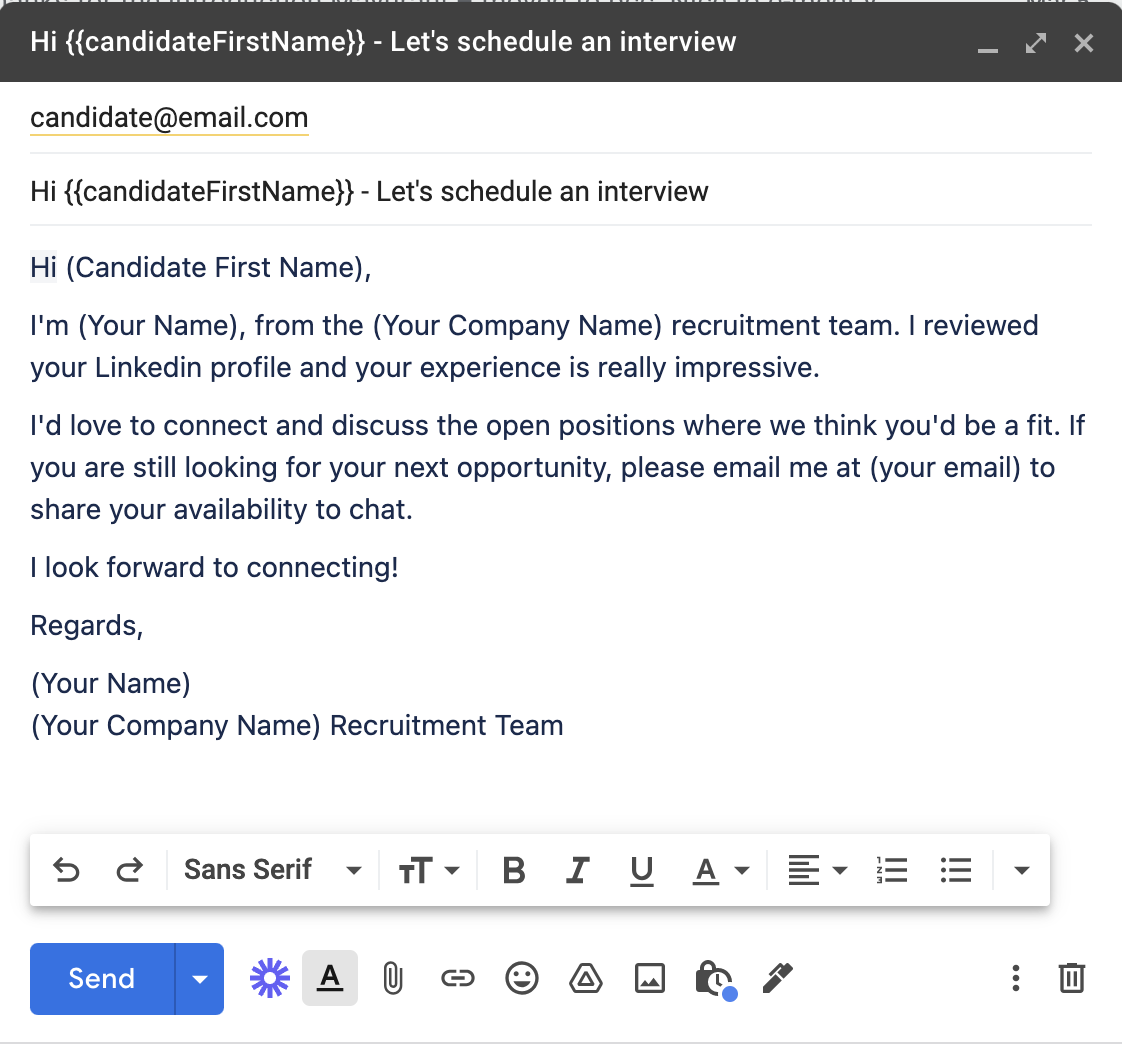 Hi {{candidateFirstName}} - Let's schedule an interview
candidate@email.com
Hi {{candidateFirstName}} - Let's schedule an interview
Hi (Candidate First Name),
I'm (Your Name), from the (Your Company Name) recruitment team. I reviewed
your Linkedin profile and your experience is really impressive.
I'd love to connect and discuss the open positions where we think you'd be a fit. If
you are still looking for your next opportunity, please email me at (your email) to
share your availability to chat.
I look forward to connecting!
Regards,
(Your Name)
(Your Company Name) Recruitment Team
Sans Serif
Send